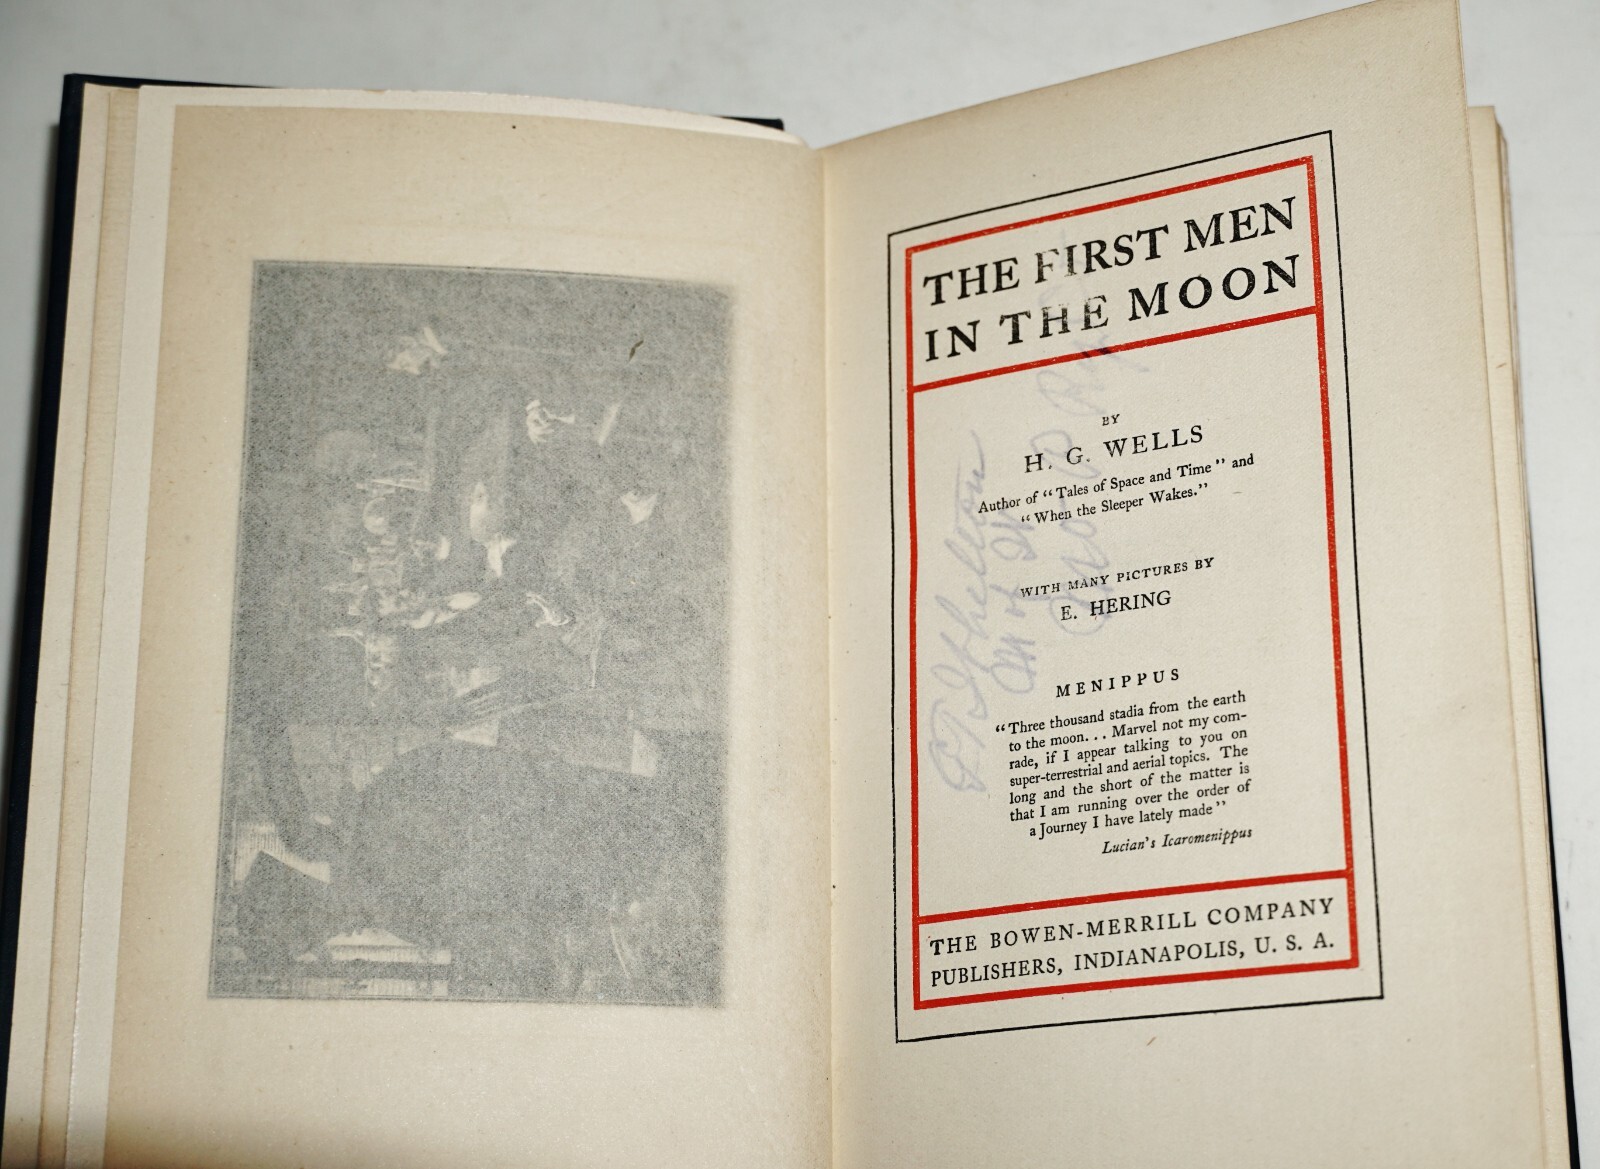 THE FIRST MEN
IN THE MOON
BY
H. G. WELLS
Author of “Tales of Space and Time” and
“When the Sleeper Wakes.”
WITH MANY PICTURES BY
E. HERING
MENIPPUS
“Three thousand stadia from the earth
to the moon. . . Marvel not my com-
rade, if I appear talking to you on
super-terrestrial and aerial topics. The
long and the short of the matter is
that I am running over the order of
a Journey I have lately made”
Lucian's Icaromenippus
THE BOWEN-MERRILL COMPANY
PUBLISHERS, INDIANAPOLIS, U. S. A.